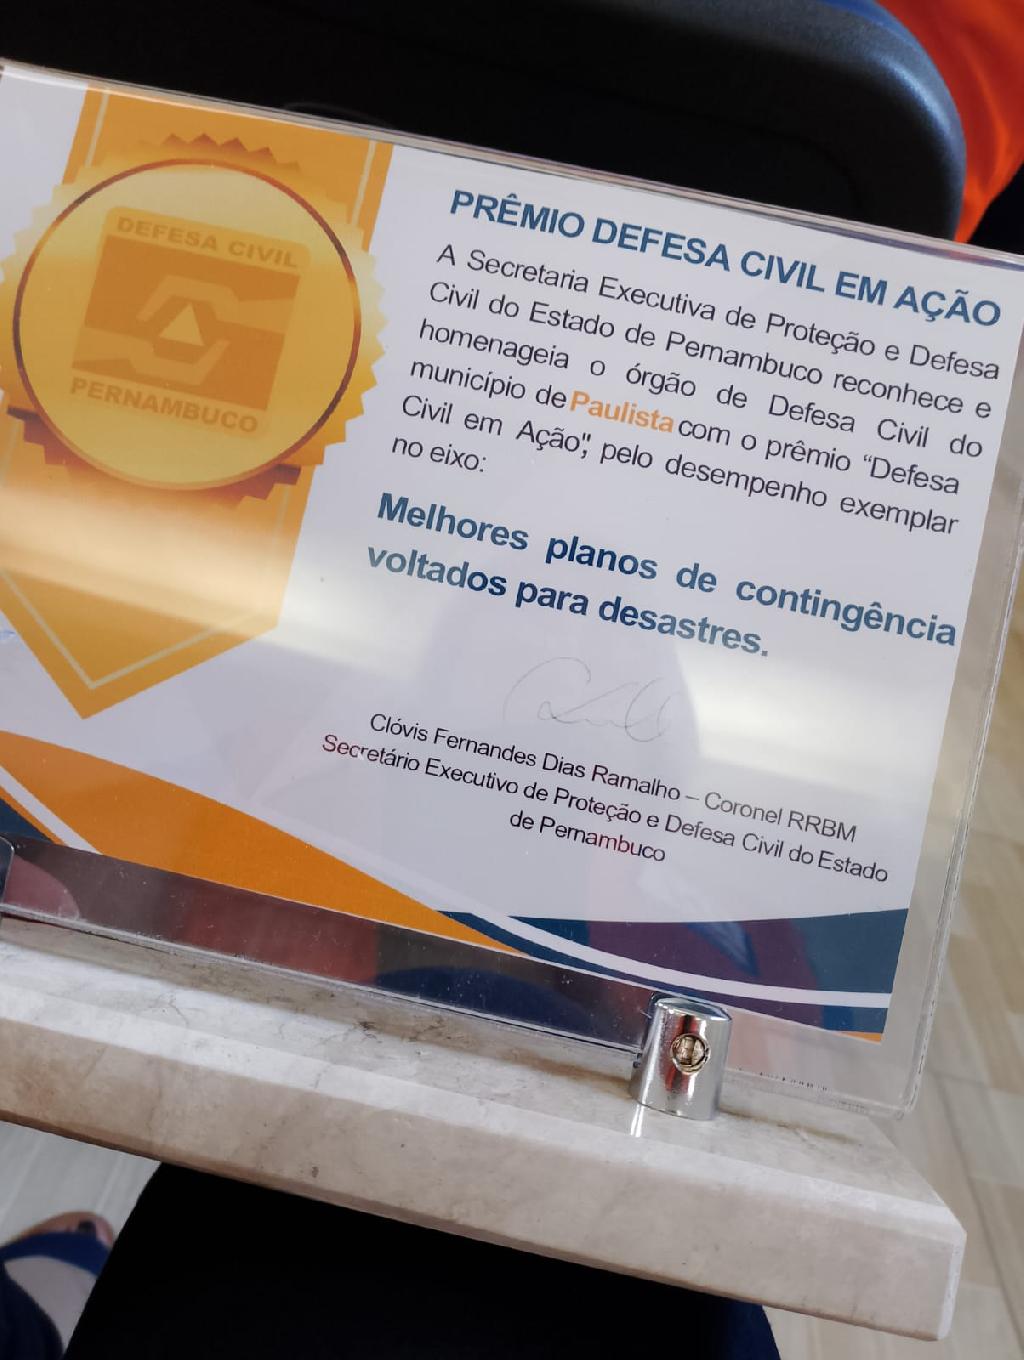 DEFESA CIVIL
PERNAMBUCO
PRÊMIO DEFESA CIVIL EM AÇÃO
A Secretaria Executiva de Proteção e Defesa
Civil do Estado de Pernambuco reconhece e
homenageia o órgão de Defesa Civil do
município de Paulista com o prêmio “Defesa
Civil em Ação”, pelo desempenho exemplar
no eixo:
Melhores planos de contingência
voltados para desastres.
Clóvis Fernandes Dias Ramalho – Coronel RRBM
Secretário Executivo de Proteção e Defesa Civil do Estado
de Pernambuco